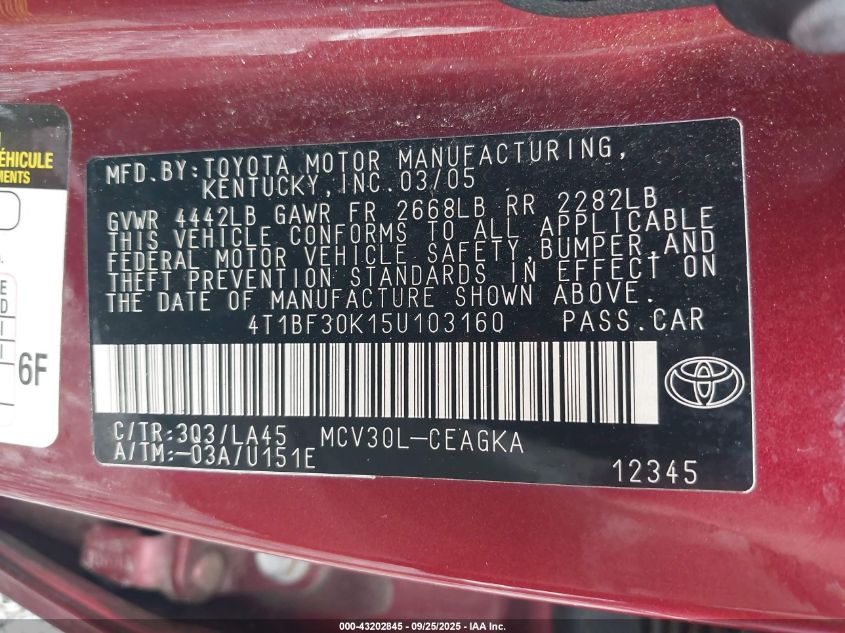 ÉHICULE
MENTS
E
D
I
I
6F
MFD.BY:TOYOTA MOTOR MANUFACTURING,
KENTUCKY,INC.03/05
GVWR 4442LB GAWR FR 2668LB RR 2282LB
THIS VEHICLE CONFORMS TO ALL APPLICABLE
FEDERAL MOTOR VEHICLE SAFETY,BUMPER,AND
THEFT PREVENTION STANDARDS IN EFFECT ON
THE DATE OF MANUFACTURE SHOWN ABOVE.
4T1BF30K15U103160 PASS.CAR
C/TR:3Q3/LA45 MCV30L-CEAGKA
A/TM:-03A/U151E
12345
000-43202845 - 09/25/2025 - IAA Inc.